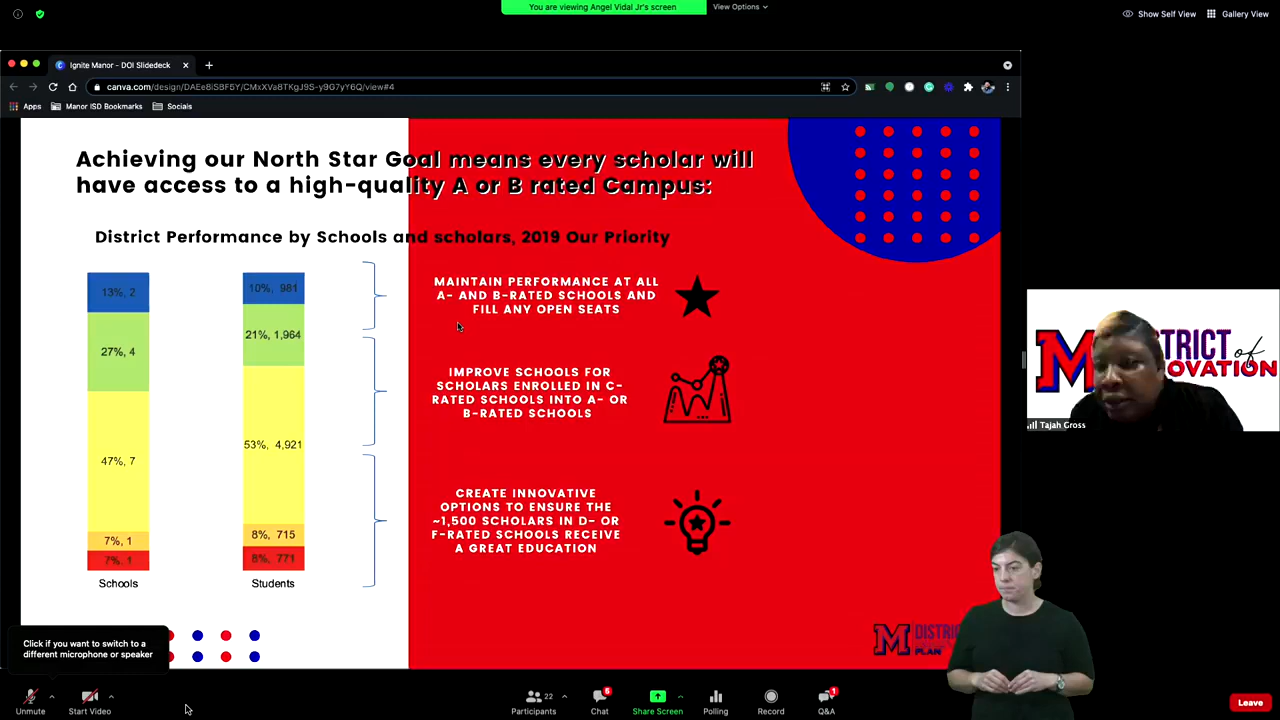 You are viewing Angel Vidal Jr's screen
View Options
Show Self View
Gallery View
Ignite Manor - DOI Slidedeck
canva.com/design/DAEe8iSBF5Y/CMxXVa8TKgJ9S-y9G7yY6Q/view#4
Apps
Manor ISD Bookmarks
Socials
Achieving our North Star Goal means every scholar will
have access to a high-quality A or B rated Campus:
District Performance by Schools and scholars, 2019 Our Priority
13%, 2
27%, 4
47%, 7
7%, 1
7%, 1
Schools
10%, 981
21%, 1,964
53%, 4,921
8%, 715
8%, 771
Students
MAINTAIN PERFORMANCE AT ALL
A- AND B-RATED SCHOOLS AND
FILL ANY OPEN SEATS
IMPROVE SCHOOLS FOR
SCHOLARS ENROLLED IN C-
RATED SCHOOLS INTO A- OR
B-RATED SCHOOLS
CREATE INNOVATIVE
OPTIONS TO ENSURE THE
~1,500 SCHOLARS IN D- OR
F-RATED SCHOOLS RECEIVE
A GREAT EDUCATION
M
PLAN
M
of
Tajah Gross
Click if you want to switch to a
different microphone or speaker
Unmute
Start Video
22
Participants
6
Chat
Share Screen
Polling
Record
1
Q&A
Leave